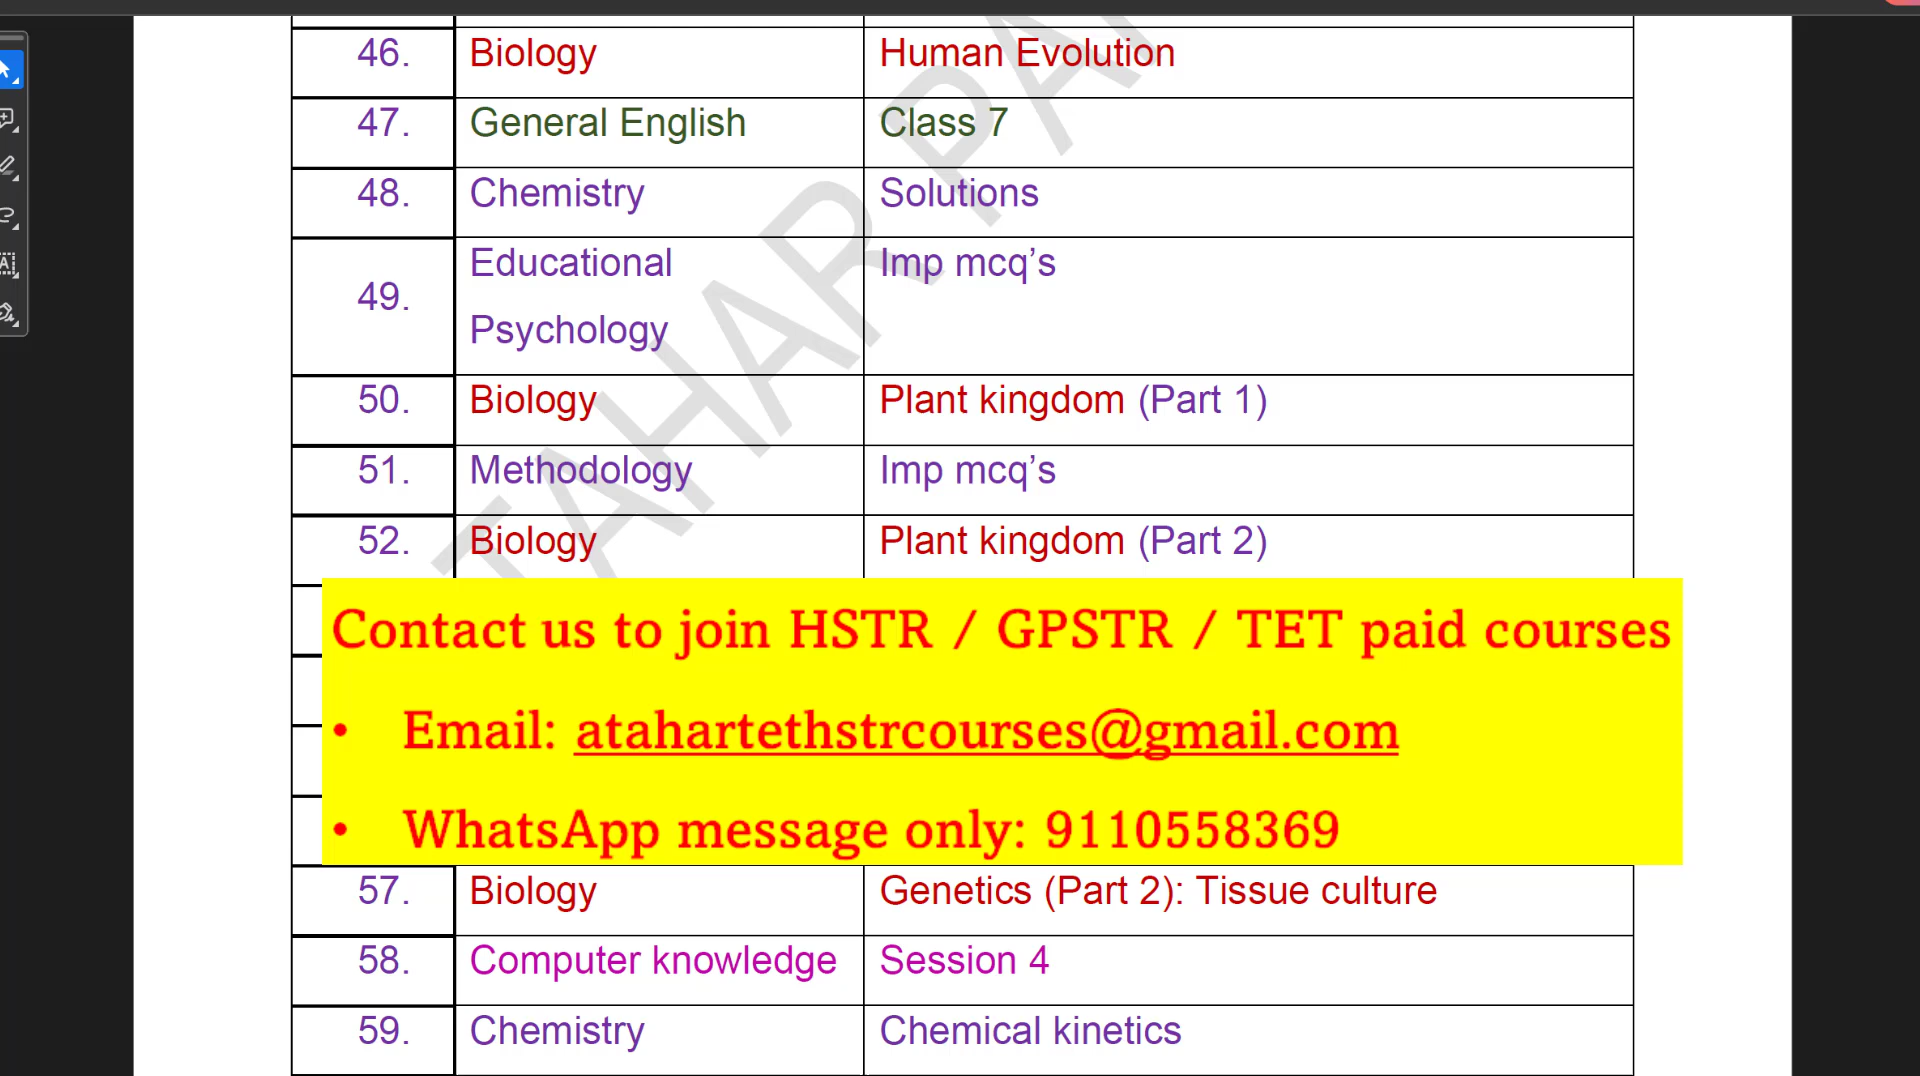 46. Biology Human Evolution
47. General English Class 7
48. Chemistry Solutions
Educational Imp mcq’s
49.
Psychology
50. Biology Plant kingdom (Part 1)
51. Methodology Imp mcq’s
52. Biology Plant kingdom (Part 2)
Contact us to join HSTR / GPSTR / TET paid courses
• Email: atahartethstrcourses@gmail.com
• WhatsApp message only: 9110558369
57. Biology Genetics (Part 2): Tissue culture
58. Computer knowledge Session 4
59. Chemistry Chemical kinetics
TAHAR